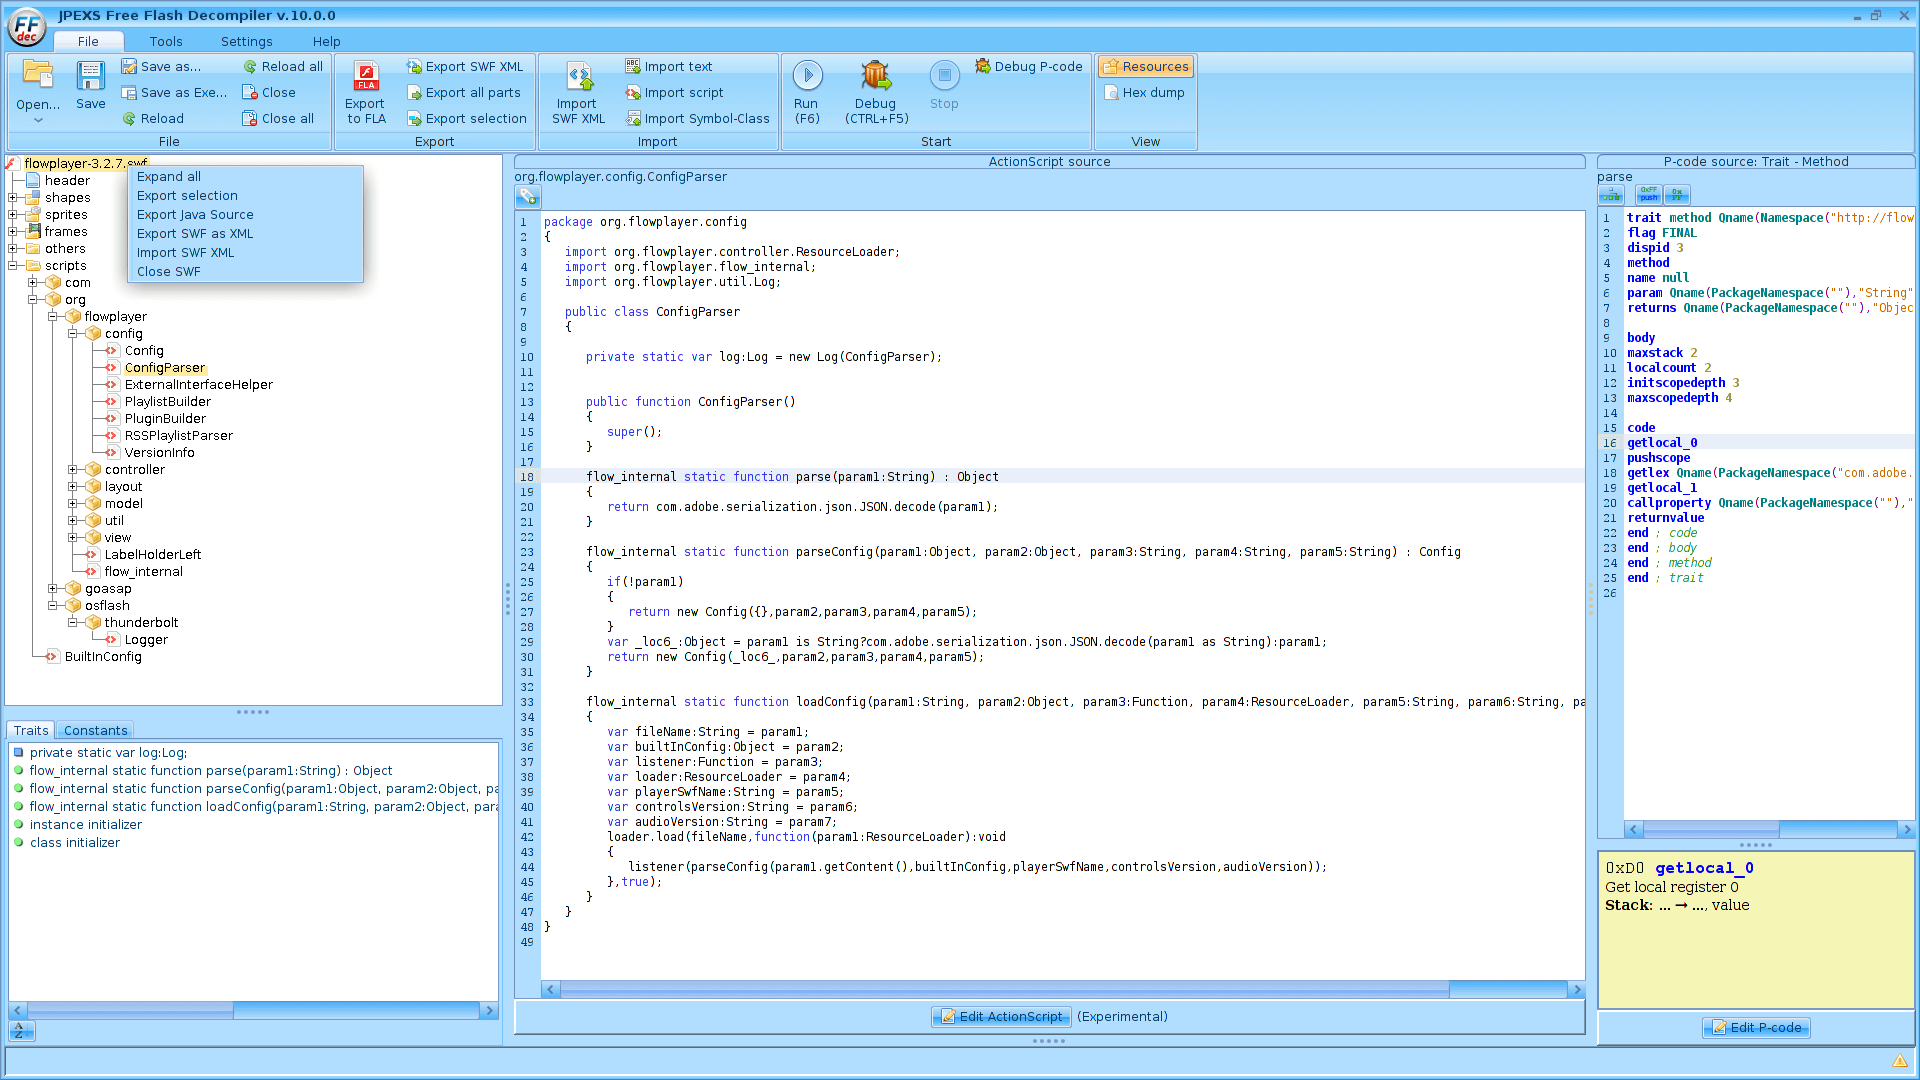 JPEXS Free Flash Decompiler v.10.0.0
FF dec
File Tools Settings Help
Open... Save Save as... Save as Exe... Reload Reload all Close Close all
File
Export to FLA Export SWF XML Export all parts Export selection
Export
Import SWF XML Import text Import script Import Symbol-Class
Import
Run (F6) Debug (CTRL+F5) Stop Debug P-code
Start
Resources Hex dump
View
flowplayer-3.2.7.swf
header
shapes
sprites
frames
others
scripts
com
org
flowplayer
config
Config
ConfigParser
ExternalInterfaceHelper
PlaylistBuilder
PluginBuilder
RSSPlaylistParser
VersionInfo
controller
layout
model
util
view
LabelHolderLeft
flow_internal
goasap
osflash
thunderbolt
Logger
BuiltInConfig
Expand all
Export selection
Export Java Source
Export SWF as XML
Import SWF XML
Close SWF
Traits Constants
private static var log:Log;
flow_internal static function parse(param1:String) : Object
flow_internal static function parseConfig(param1:Object, param2:Object, pa
flow_internal static function loadConfig(param1:String, param2:Object, para
instance initializer
class initializer
ActionScript source
org.flowplayer.config.ConfigParser
1 package org.flowplayer.config
2 {
3 import org.flowplayer.controller.ResourceLoader;
4 import org.flowplayer.flow_internal;
5 import org.flowplayer.util.Log;
6
7 public class ConfigParser
8 {
9
10 private static var log:Log = new Log(ConfigParser);
11
12
13 public function ConfigParser()
14 {
15 super();
16 }
17
18 flow_internal static function parse(param1:String) : Object
19 {
20 return com.adobe.serialization.json.JSON.decode(param1);
21 }
22
23 flow_internal static function parseConfig(param1:Object, param2:Object, param3:String, param4:String, param5:String) : Config
24 {
25 if(!param1)
26 {
27 return new Config({},param2,param3,param4,param5);
28 }
29 var _loc6_:Object = param1 is String?com.adobe.serialization.json.JSON.decode(param1 as String):param1;
30 return new Config(_loc6_,param2,param3,param4,param5);
31 }
32
33 flow_internal static function loadConfig(param1:String, param2:Object, param3:Function, param4:ResourceLoader, param5:String, param6:String, pa
34 {
35 var fileName:String = param1;
36 var builtInConfig:Object = param2;
37 var listener:Function = param3;
38 var loader:ResourceLoader = param4;
39 var playerSwfName:String = param5;
40 var controlsVersion:String = param6;
41 var audioVersion:String = param7;
42 loader.load(fileName,function(param1:ResourceLoader):void
43 {
44 listener(parseConfig(param1.getContent(),builtInConfig,playerSwfName,controlsVersion,audioVersion));
45 },true);
46 }
47 }
48 }
49
Edit ActionScript (Experimental)
P-code source: Trait - Method
parse
0xFF push 0x FF
1 trait method Qname(Namespace("http://flow
2 flag FINAL
3 dispid 3
4 method
5 name null
6 param Qname(PackageNamespace(""),"String"
7 returns Qname(PackageNamespace(""),"Objec
8
9 body
10 maxstack 2
11 localcount 2
12 initscopedepth 3
13 maxscopedepth 4
14
15 code
16 getlocal_0
17 pushscope
18 getlex Qname(PackageNamespace("com.adobe.
19 getlocal_1
20 callproperty Qname(PackageNamespace(""),"
21 returnvalue
22 end ; code
23 end ; body
24 end ; method
25 end ; trait
26
0xD0 getlocal_0
Get local register 0
Stack: ... → ..., value
Edit P-code